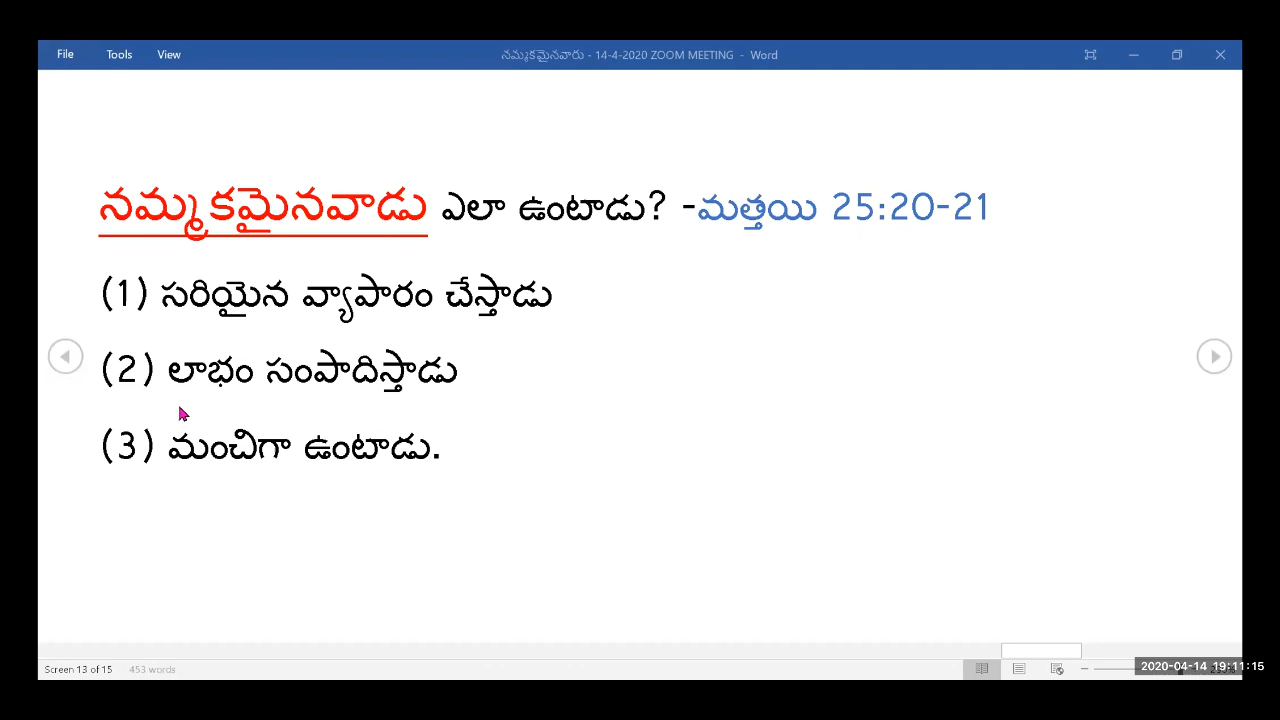 File Tools View నమ్మకమైనవారు - 14-4-2020 ZOOM MEETING - Word
నమ్మకమైనవాడు ఎలా ఉంటాడు? -మత్తయి 25:20-21
(1) సరియైన వ్యాపారం చేస్తాడు
(2) లాభం సంపాదిస్తాడు
(3) మంచిగా ఉంటాడు.
Screen 13 of 15 453 words
2020-04-14 19:11:15